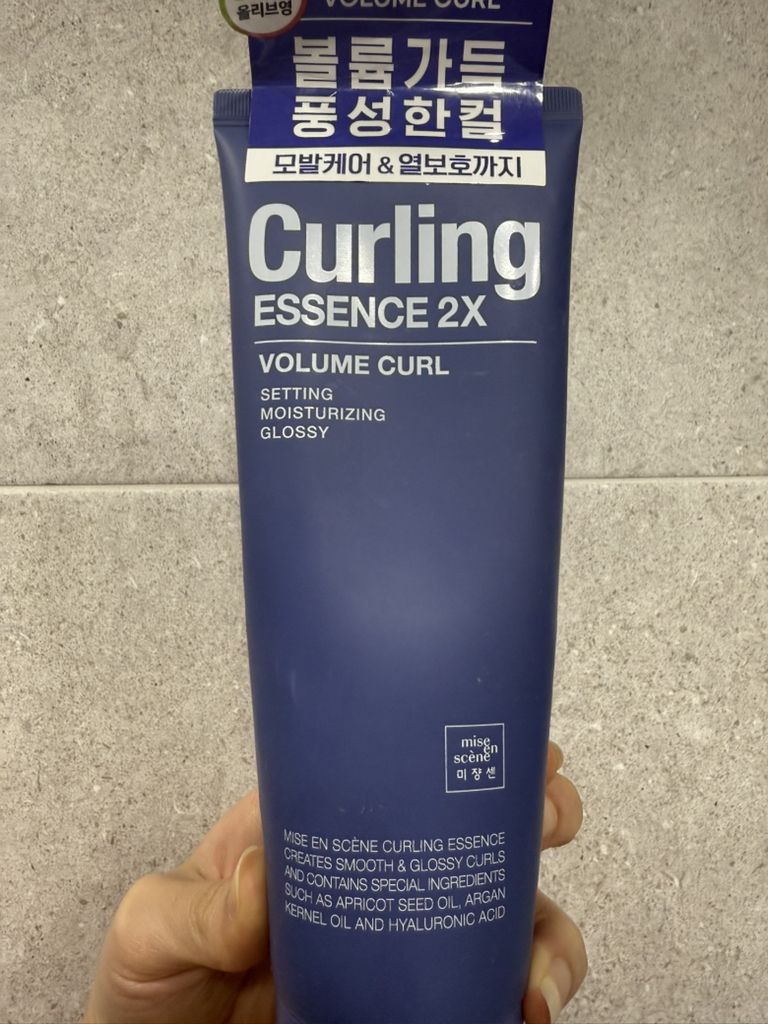 올리브영
VOLUME CURL
볼륨가득
풍성한컬
모발케어 & 열보호까지
Curling
ESSENCE 2X
VOLUME CURL
SETTING
MOISTURIZING
GLOSSY
mise
en
scène
미쟝센
MISE EN SCÈNE CURLING ESSENCE
CREATES SMOOTH & GLOSSY CURLS
AND CONTAINS SPECIAL INGREDIENTS
SUCH AS APRICOT SEED OIL, ARGAN
KERNEL OIL AND HYALURONIC ACID